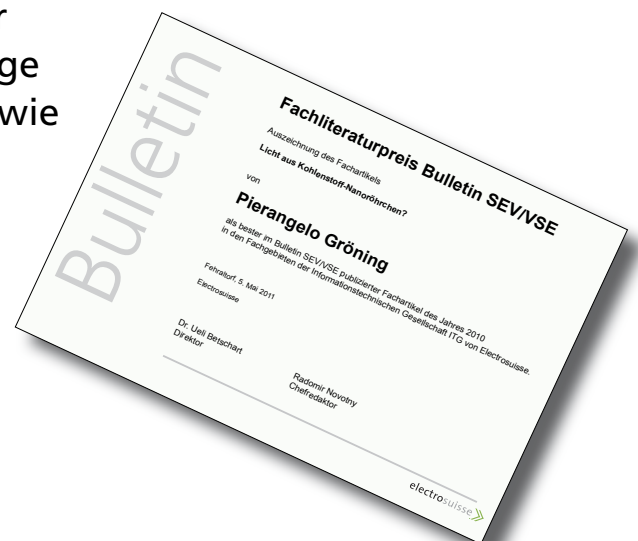 r
ge
wie
Bulletin
Fachliteraturpreis Bulletin SEV/VSE
Auszeichnung des Fachartikels
Licht aus Kohlenstoff-Nanoröhrchen?
von
Pierangelo Gröning
als bester im Bulletin SEV/VSE publizierter Fachartikel des Jahres 2010
in den Fachgebieten der Informationstechnischen Gesellschaft ITG von Electrosuisse.
Fehraltorf, 5. Mai 2011
Electrosuisse
Dr. Ueli Betschart
Direktor
Radomir Novotny
Chefredaktor
electrosuisse